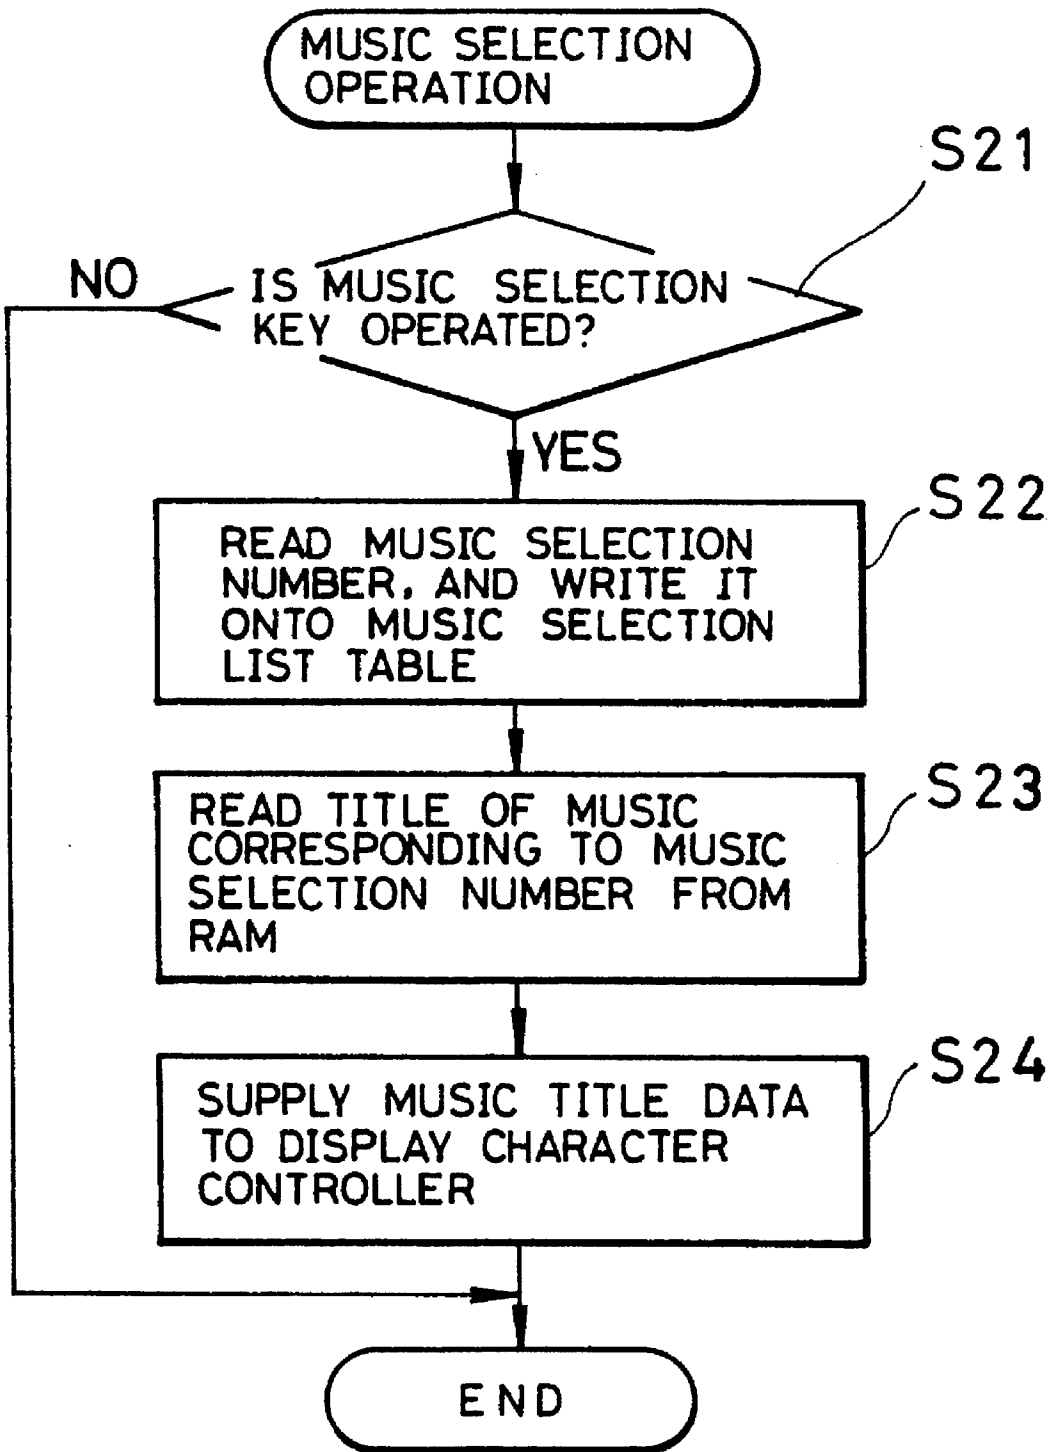 MUSIC SELECTION
OPERATION
S21
NO
IS MUSIC SELECTION
KEY OPERATED?
YES
S22
READ MUSIC SELECTION
NUMBER, AND WRITE IT
ONTO MUSIC SELECTION
LIST TABLE
S23
READ TITLE OF MUSIC
CORRESPONDING TO MUSIC
SELECTION NUMBER FROM
RAM
S24
SUPPLY MUSIC TITLE DATA
TO DISPLAY CHARACTER
CONTROLLER
END